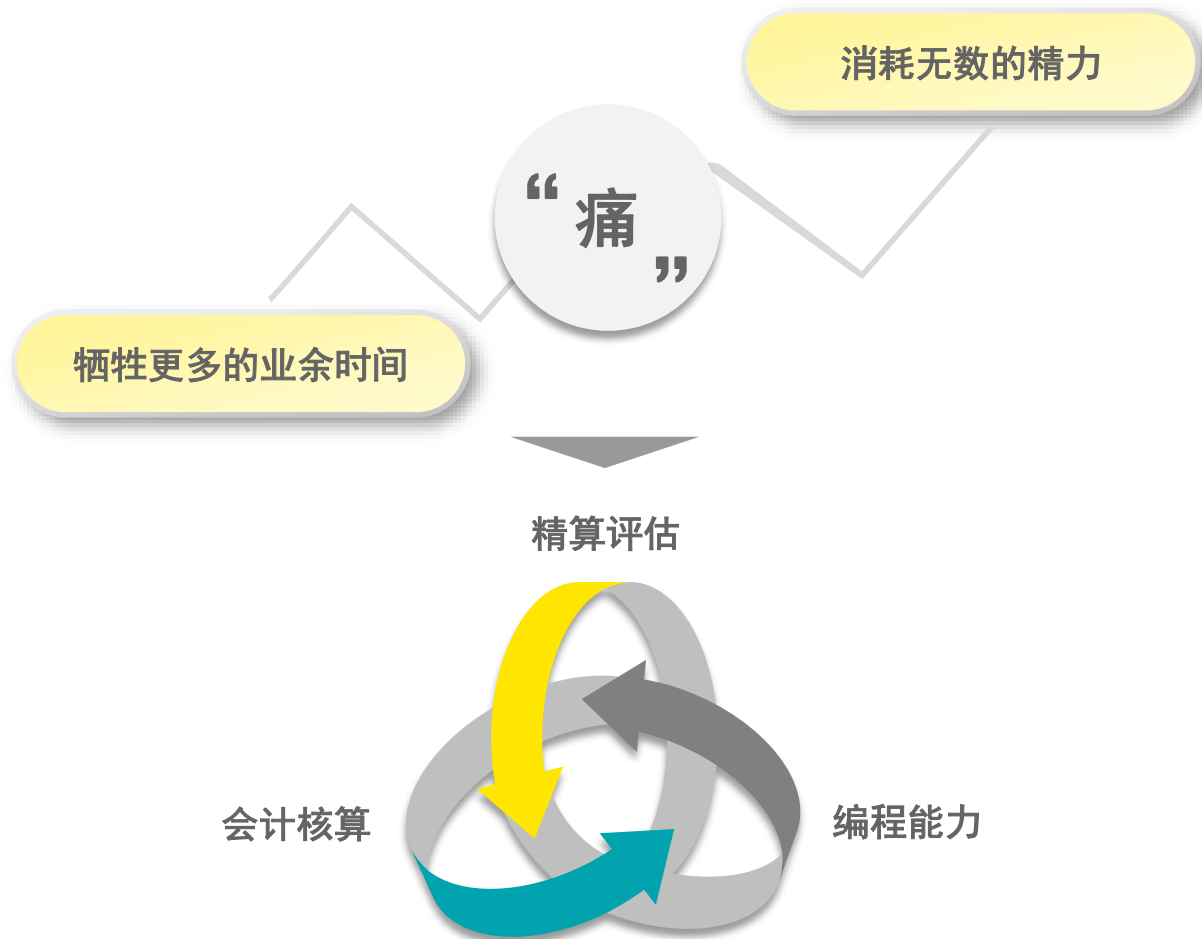 消耗无数的精力
“痛”
牺牲更多的业余时间
精算评估
会计核算
编程能力